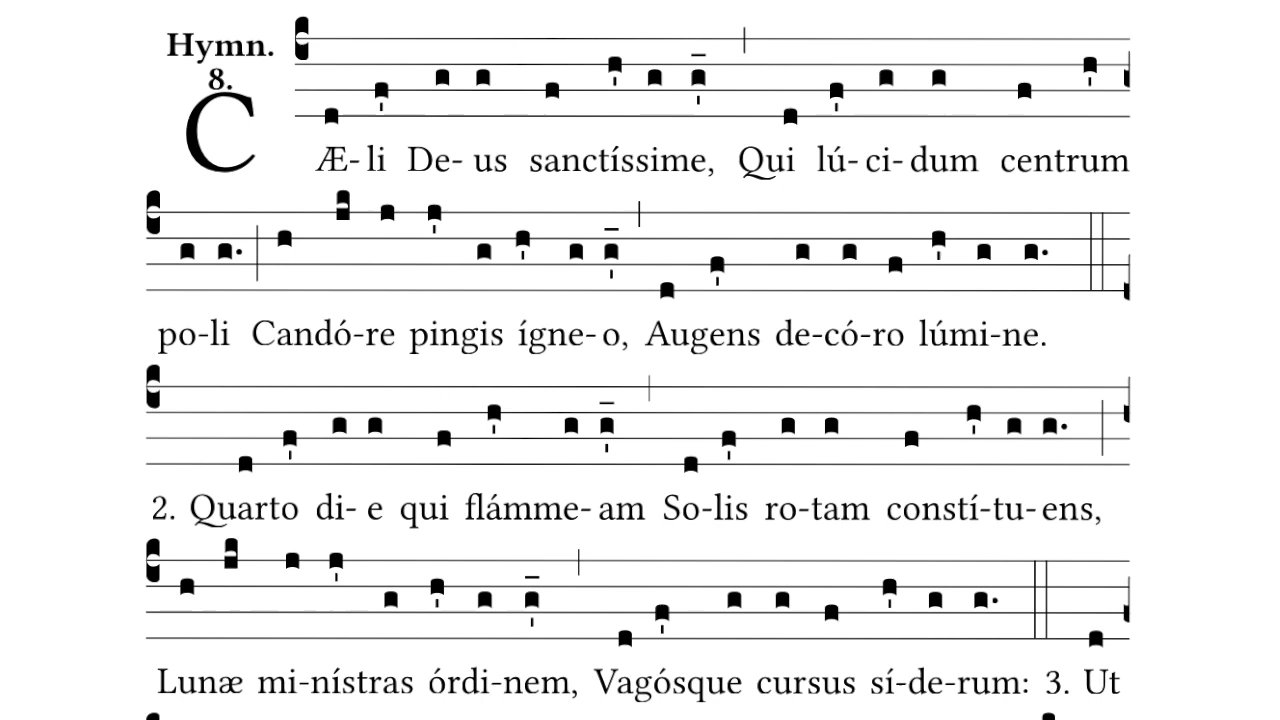 Hymn.
8.
CÆ-li De-us sanctíssime, Qui lú-ci-dum centrum
po-li Candó-re pingis ígne-o, Augens de-có-ro lúmi-ne.
2. Quarto di-e qui flámme-am So-lis ro-tam constí-tu-ens,
Lunæ mi-nístras órdi-nem, Vagósque cursus sí-de-rum: 3. Ut